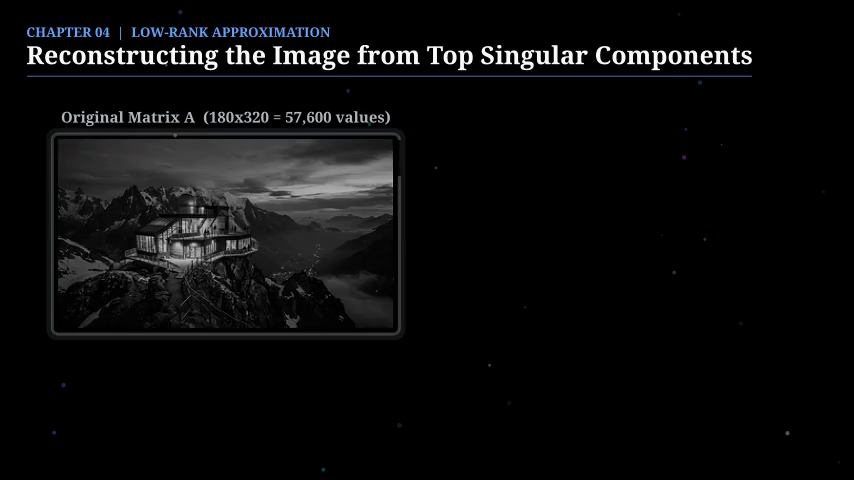 CHAPTER 04 | LOW-RANK APPROXIMATION
Reconstructing the Image from Top Singular Components
Original Matrix A (180x320 = 57,600 values)